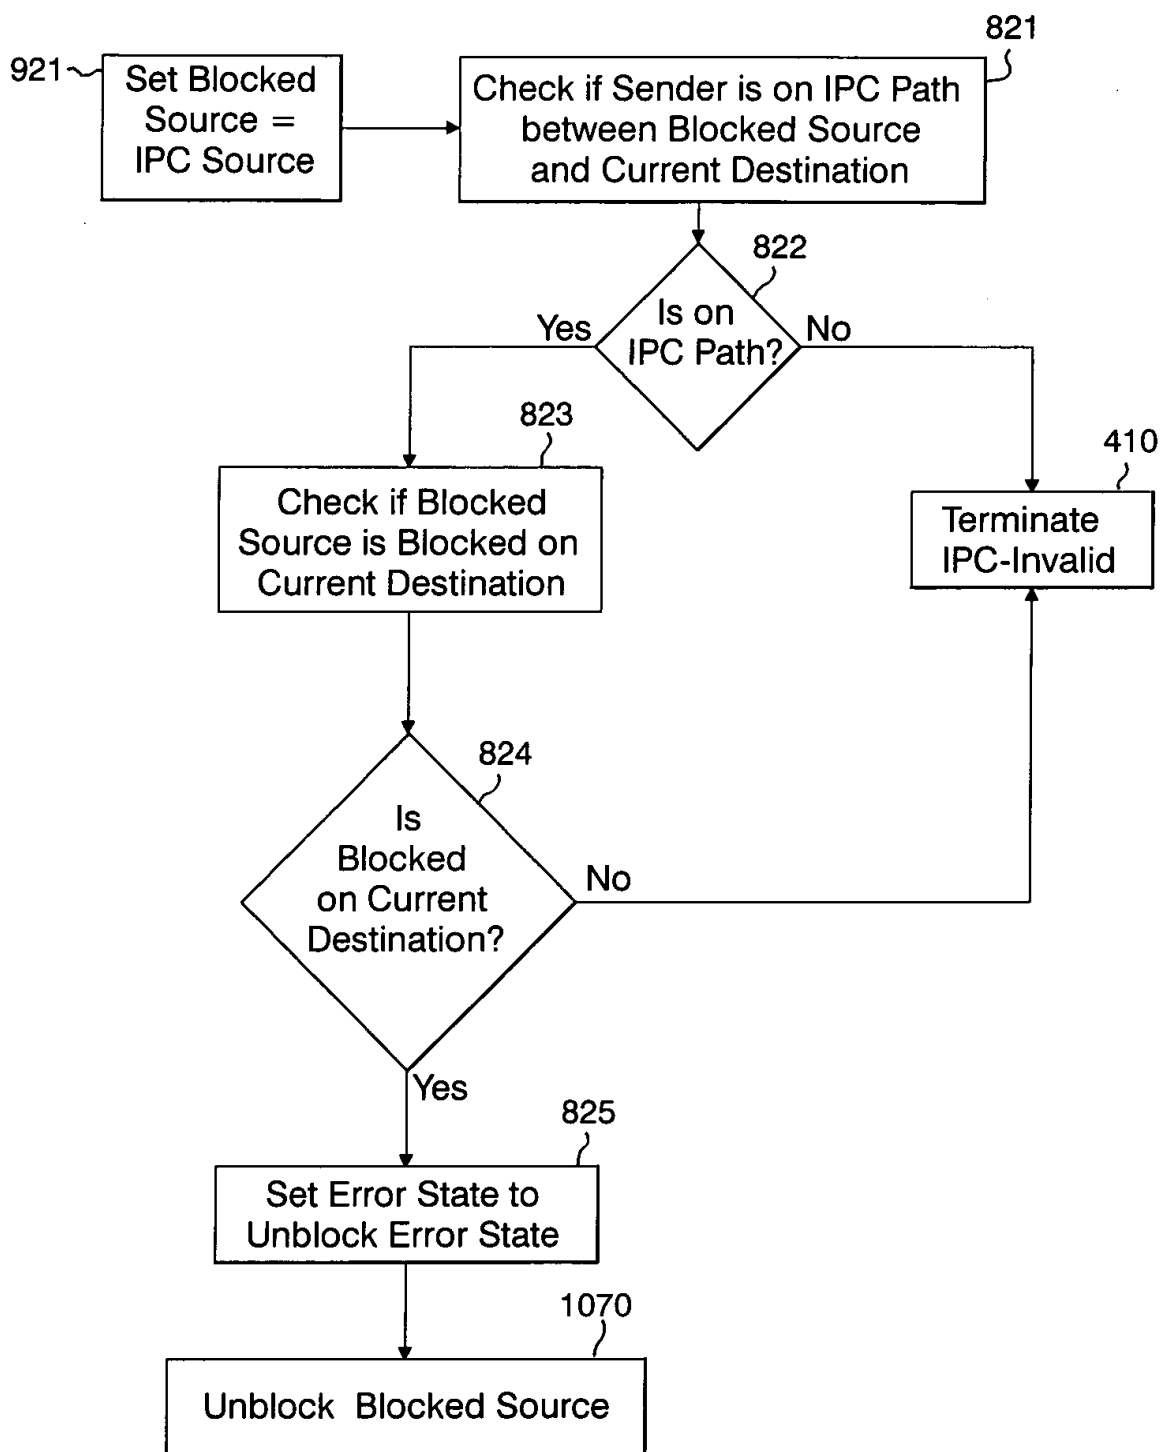 921
Set Blocked
Source =
IPC Source
821
Check if Sender is on IPC Path
between Blocked Source
and Current Destination
822
Is on
IPC Path?
Yes
No
823
Check if Blocked
Source is Blocked on
Current Destination
410
Terminate
IPC-Invalid
824
Is
Blocked
on Current
Destination?
No
Yes
825
Set Error State to
Unblock Error State
1070
Unblock Blocked Source